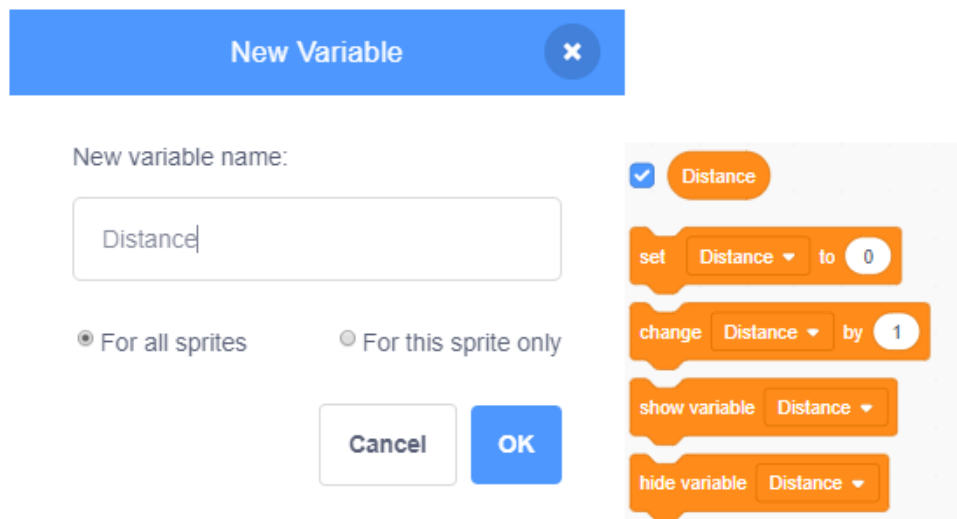 New Variable
New variable name:
Distance
For all sprites
For this sprite only
Cancel
OK
Distance
set Distance to 0
change Distance by 1
show variable Distance
hide variable Distance